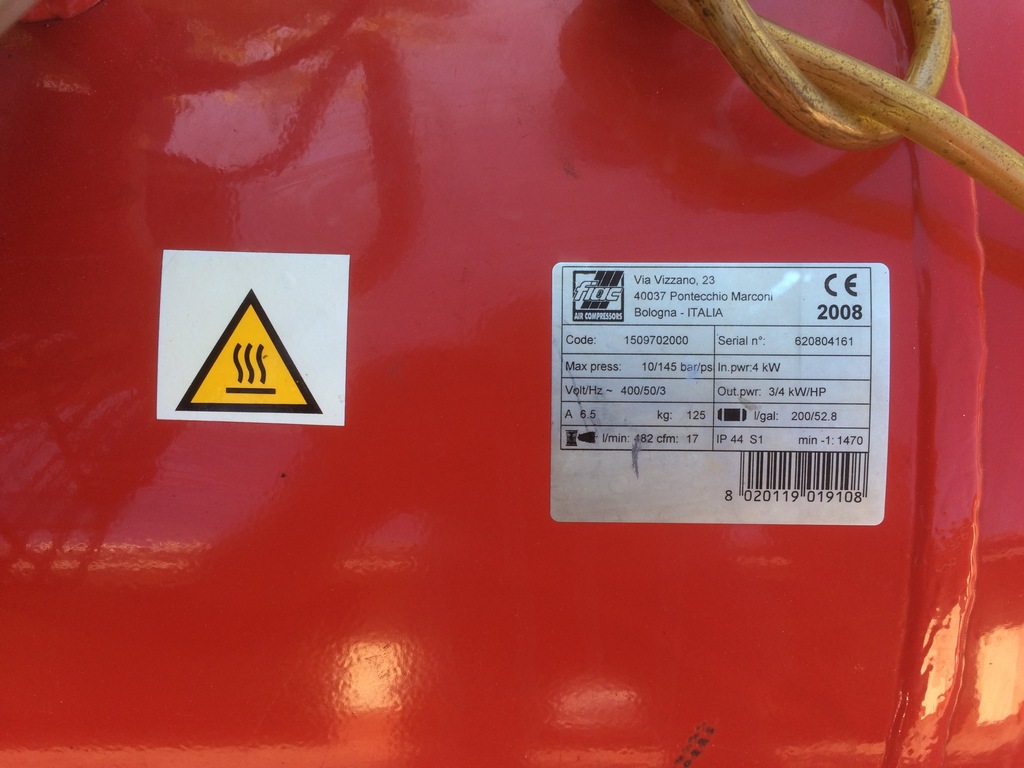 fiac
AIR COMPRESSORS
Via Vizzano, 23
40037 Pontecchio Marconi
Bologna - ITALIA
CE
2008
Code: 1509702000 Serial n°: 620804161
Max press: 10/145 bar/ps In.pwr:4 kW
Volt/Hz ~ 400/50/3 Out.pwr: 3/4 kW/HP
A 6.5 kg: 125 l/gal: 200/52.8
l/min: 482 cfm: 17 IP 44 S1 min -1: 1470
8 020119 019108